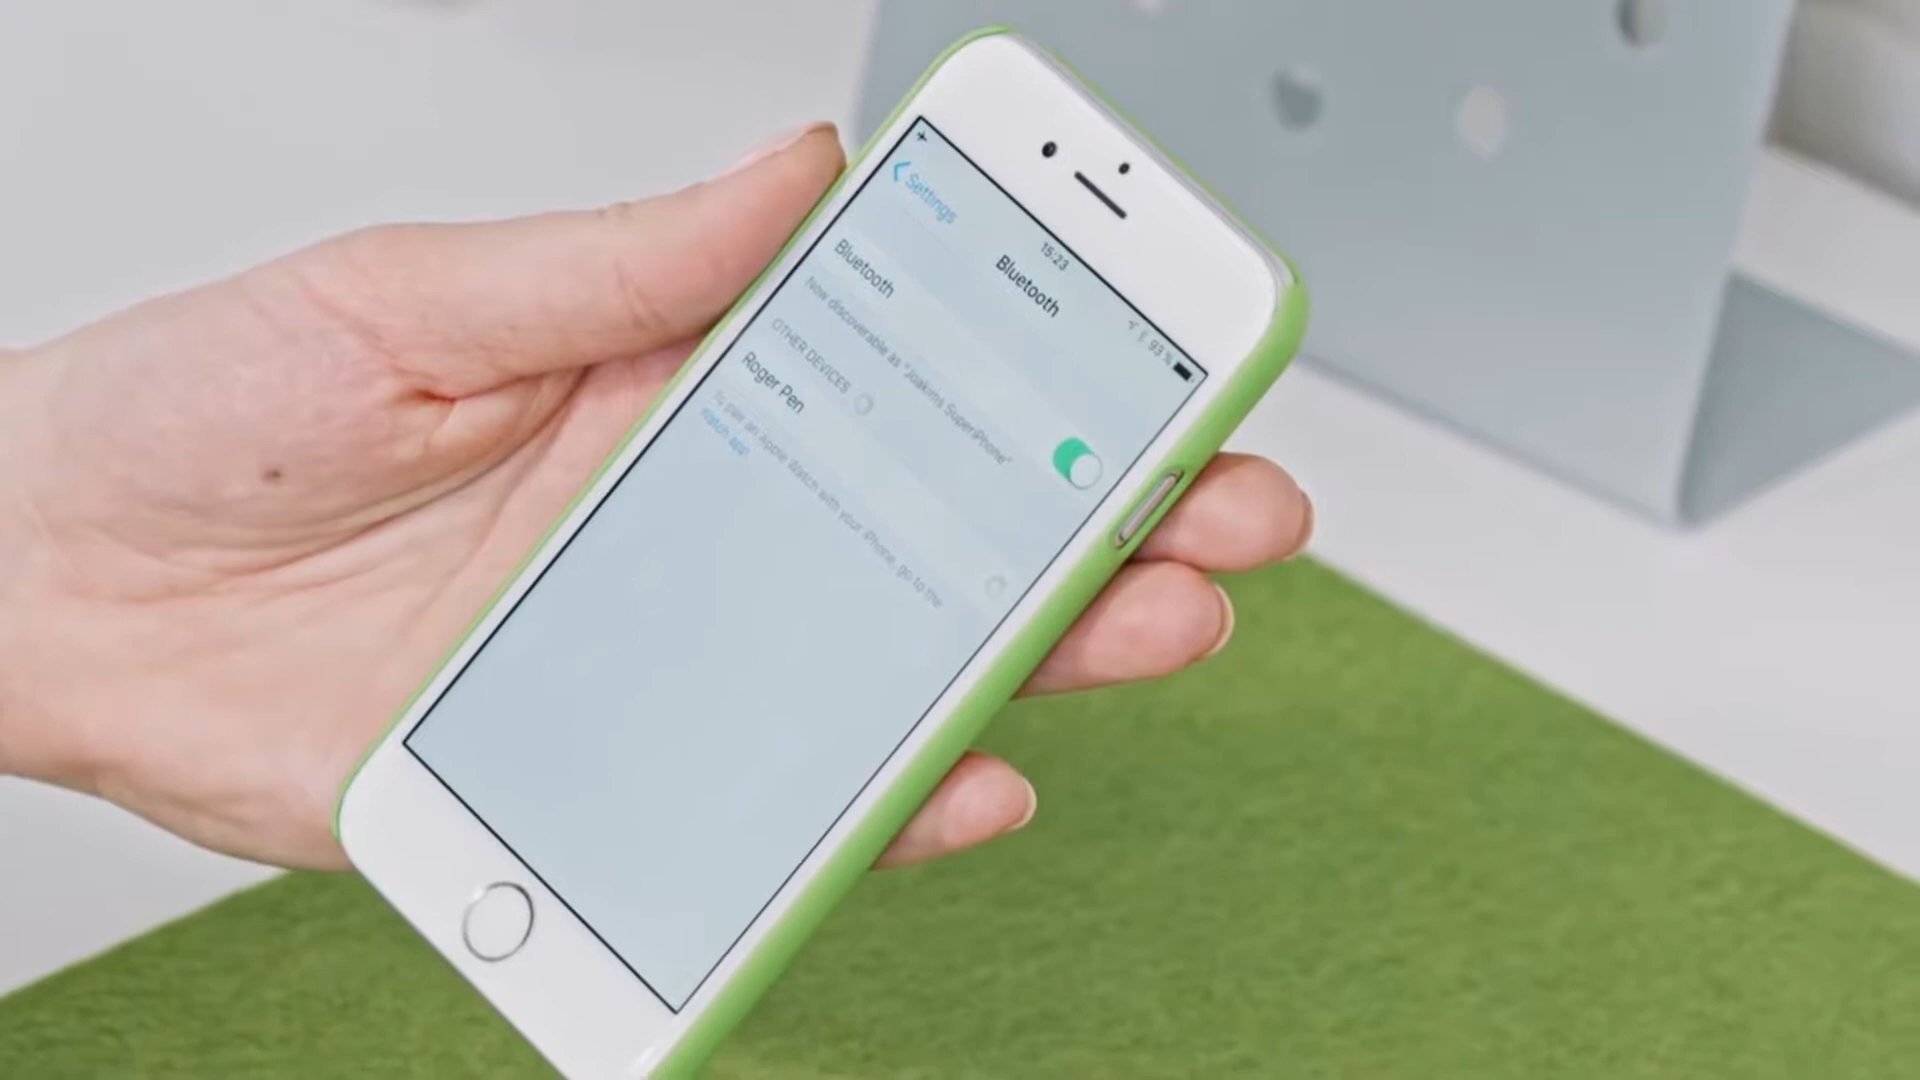 15:23
93 %
Settings
Bluetooth
Bluetooth
Now discoverable as "Joakims SuperiPhone"
OTHER DEVICES
Roger Pen
To pair an Apple Watch with your iPhone, go to the
Watch app